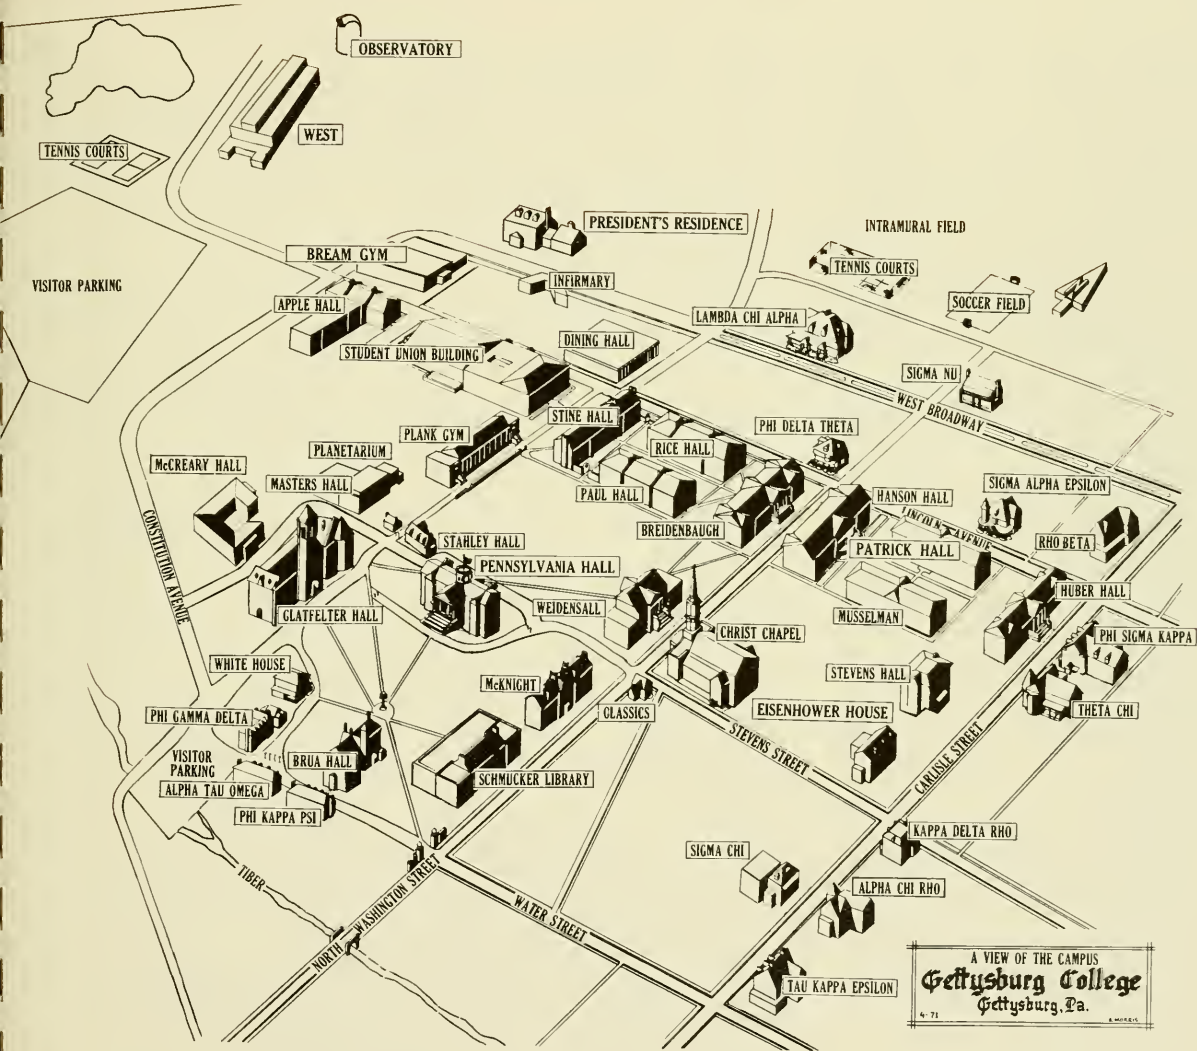 OBSERVATORY
WEST
TENNIS COURTS
PRESIDENT'S RESIDENCE
INTRAMURAL FIELD
BREAM GYM
TENNIS COURTS
VISITOR PARKING
INFIRMARY
APPLE HALL
SOCCER FIELD
LAMBDA CHI ALPHA
DINING HALL
STUDENT UNION BUILDING
SIGMA NU
WEST BROADWAY
STINE HALL
PHI DELTA THETA
PLANK GYM
RICE HALL
PLANETARIUM
McCREARY HALL
MASTERS HALL
PAUL HALL
HANSON HALL
SIGMA ALPHA EPSILON
LINCOLN AVENUE
BREIDENBAUGH
CONSTITUTION AVENUE
STAHLEY HALL
RHO BETA
PATRICK HALL
PENNSYLVANIA HALL
HUBER HALL
WEIDENSALL
GLATFELTER HALL
MUSSELMAN
CHRIST CHAPEL
PHI SIGMA KAPPA
WHITE HOUSE
STEVENS HALL
McKNIGHT
CLASSICS
EISENHOWER HOUSE
THETA CHI
PHI GAMMA DELTA
STEVENS STREET
CARLISLE STREET
VISITOR
PARKING
BRUA HALL
SCHMUCKER LIBRARY
ALPHA TAU OMEGA
PHI KAPPA PSI
KAPPA DELTA RHO
SIGMA CHI
TIBER
ALPHA CHI RHO
NORTH WASHINGTON STREET
WATER STREET
TAU KAPPA EPSILON
A VIEW OF THE CAMPUS
Gettysburg College
Gettysburg, Pa.
4-71
R MORRIS